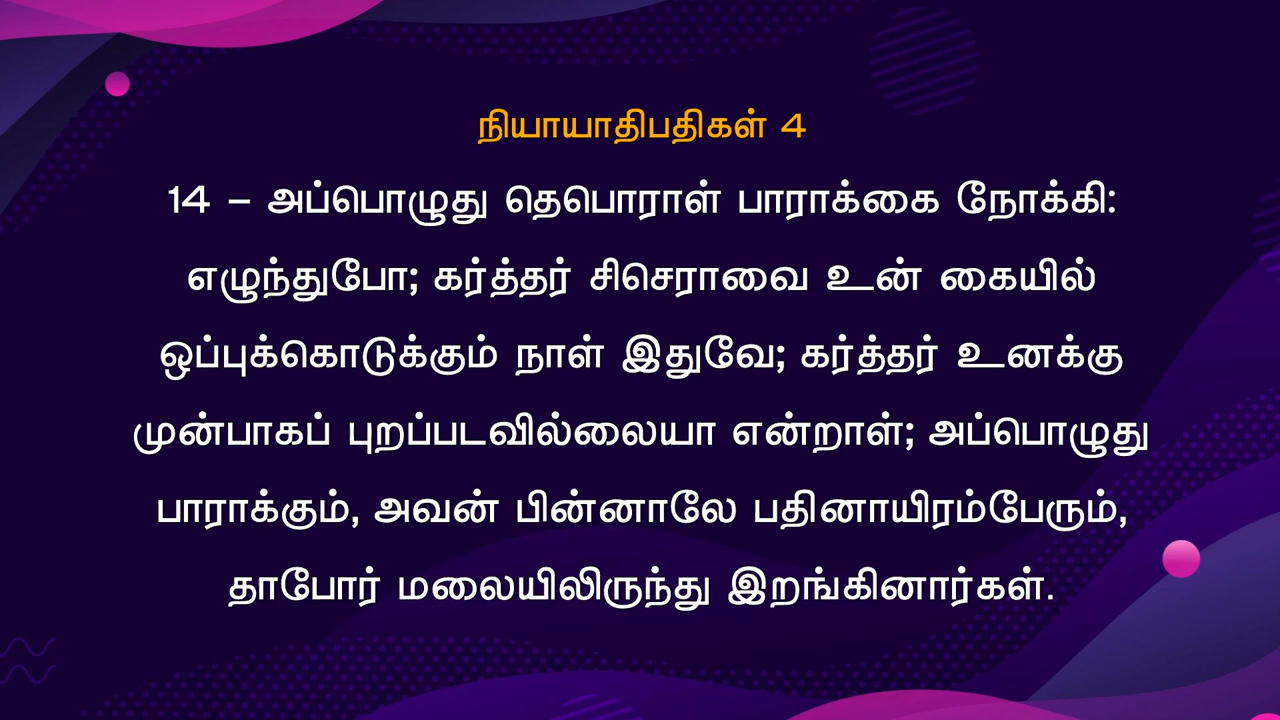 நியாயாதிபதிகள் 4
14 – அப்பொழுது தெபொராள் பாராக்கை நோக்கி:
எழுந்துபோ; கர்த்தர் சிசெராவை உன் கையில்
ஒப்புக்கொடுக்கும் நாள் இதுவே; கர்த்தர் உனக்கு
முன்பாகப் புறப்படவில்லையா என்றாள்; அப்பொழுது
பாராக்கும், அவன் பின்னாலே பதினாயிரம்பேரும்,
தாபோர் மலையிலிருந்து இறங்கினார்கள்.